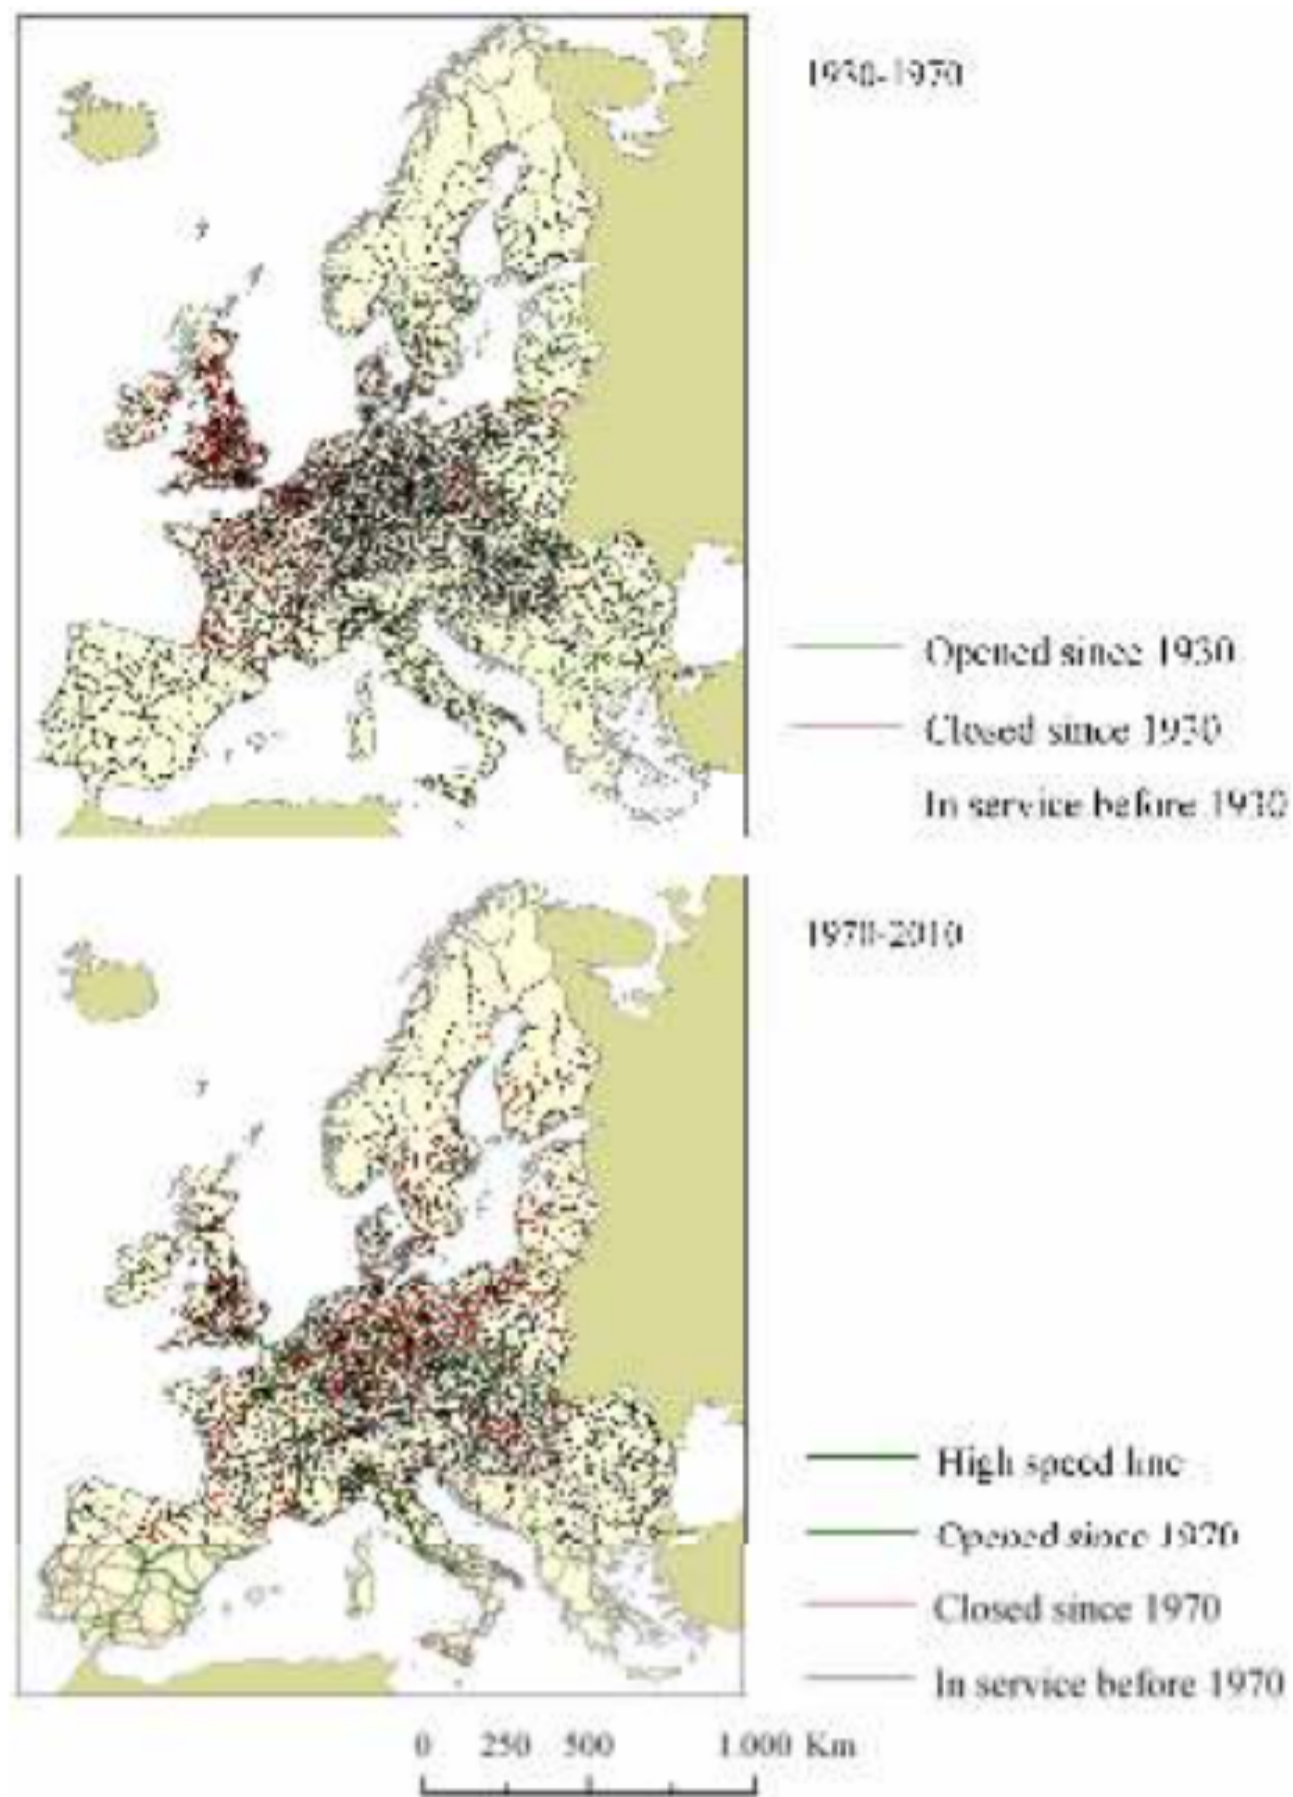 1930-1970
Opened since 1930
Closed since 1930
In service before 1930
1970-2010
High speed line
Opened since 1970
Closed since 1970
In service before 1970
0 250 500 1.000 Km